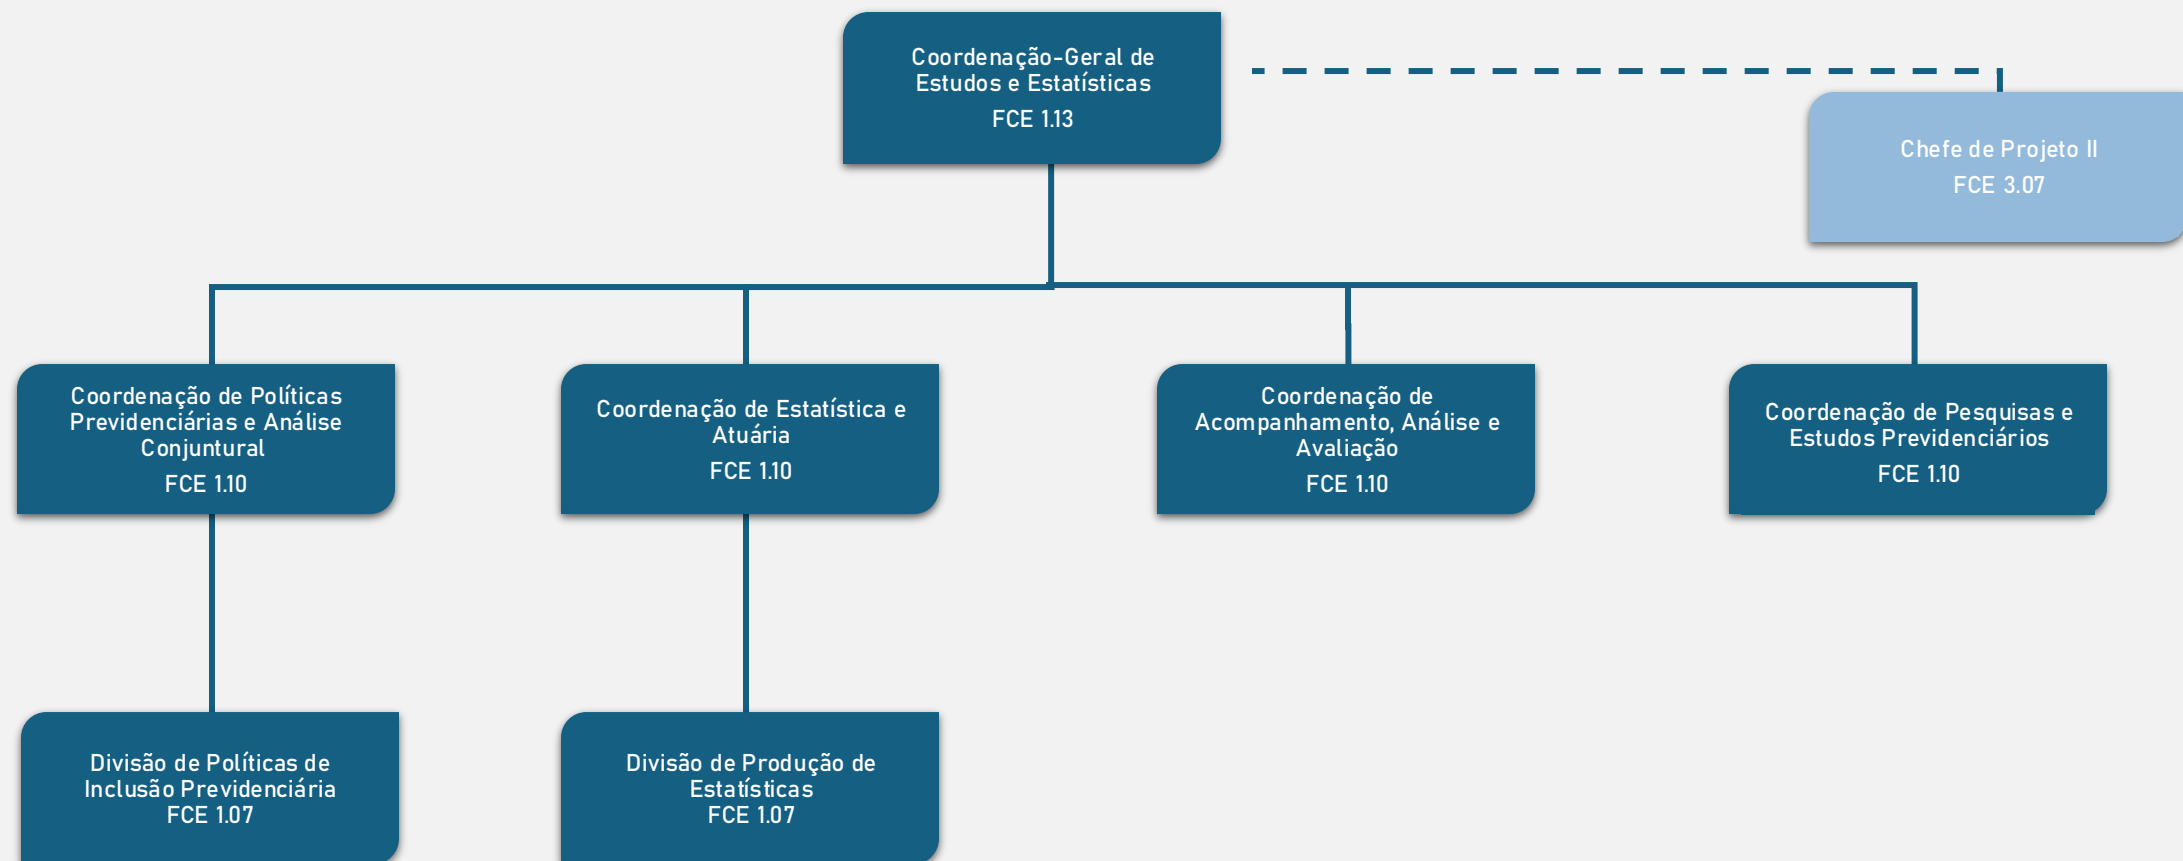 Coordenação-Geral de
Estudos e Estatísticas
FCE 1.13
Chefe de Projeto II
FCE 3.07
Coordenação de Políticas
Previdenciárias e Análise
Conjuntural
FCE 1.10
Coordenação de Estatística e
Atuária
FCE 1.10
Coordenação de
Acompanhamento, Análise e
Avaliação
FCE 1.10
Coordenação de Pesquisas e
Estudos Previdenciários
FCE 1.10
Divisão de Políticas de
Inclusão Previdenciária
FCE 1.07
Divisão de Produção de
Estatísticas
FCE 1.07